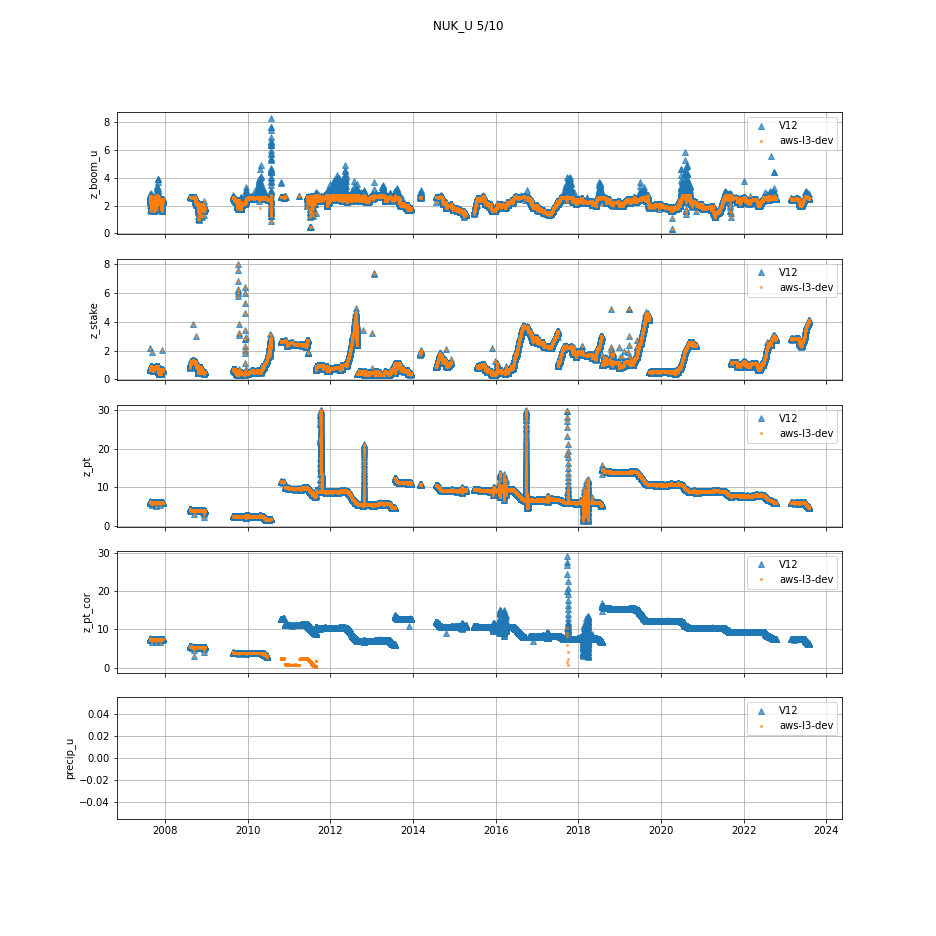 NUK_U 5/10
8
6
4
2
0
z_boom_u
V12
aws-l3-dev
8
6
4
2
0
z_stake
V12
aws-l3-dev
30
20
10
0
z_pt
V12
aws-l3-dev
30
20
10
0
z_pt_cor
V12
aws-l3-dev
0.04
0.02
0.00
−0.02
−0.04
precip_u
V12
aws-l3-dev
2008 2010 2012 2014 2016 2018 2020 2022 2024